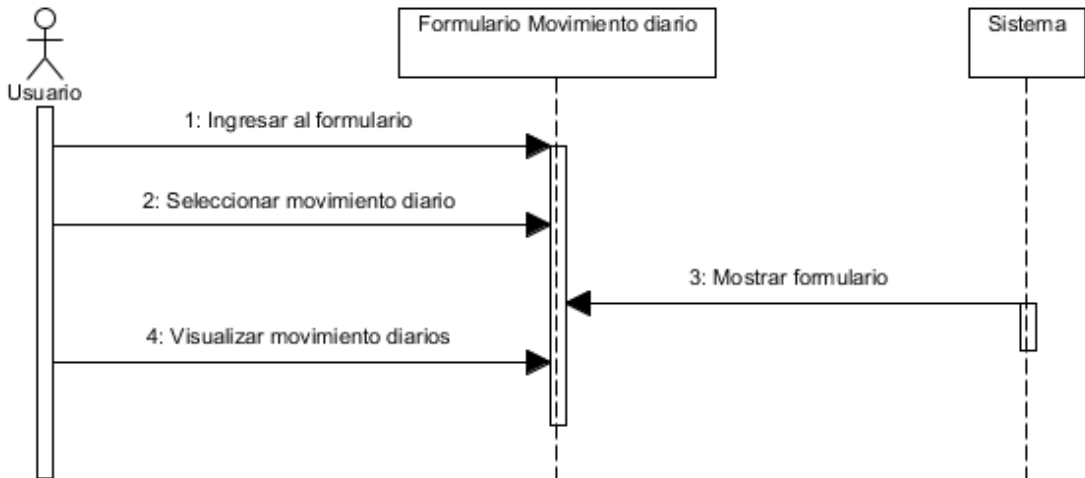 Formulario Movimiento diario
Sistema
Usuario
1: Ingresar al formulario
2: Seleccionar movimiento diario
3: Mostrar formulario
4: Visualizar movimiento diarios